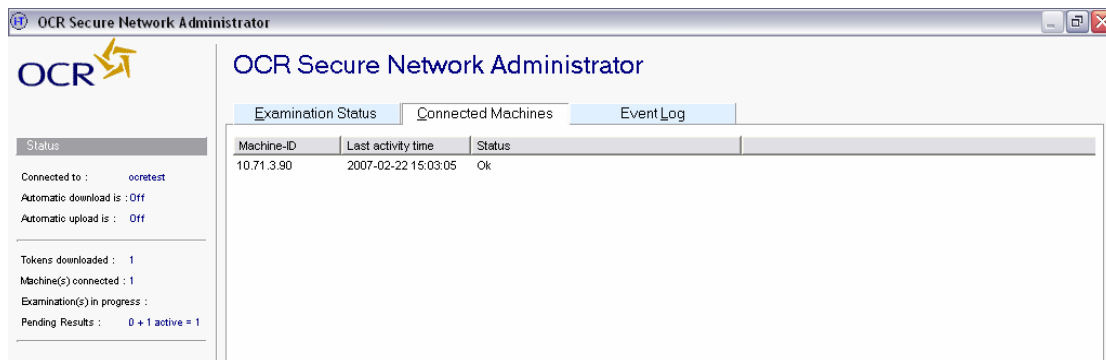 OCR Secure Network Administrator
OCR
OCR Secure Network Administrator
Examination Status Connected Machines Event Log
Status
Connected to : ocretest
Automatic download is : Off
Automatic upload is : Off
Tokens downloaded : 1
Machine(s) connected : 1
Examination(s) in progress :
Pending Results : 0 + 1 active = 1
Machine-ID Last activity time Status
10.71.3.90 2007-02-22 15:03:05 Ok